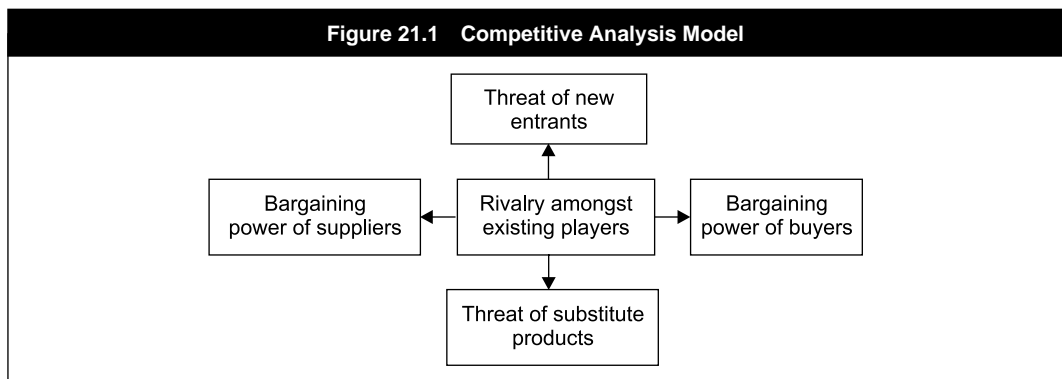 Figure 21.1 Competitive Analysis Model
Threat of new
entrants
Bargaining
power of suppliers
Rivalry amongst
existing players
Bargaining
power of buyers
Threat of substitute
products